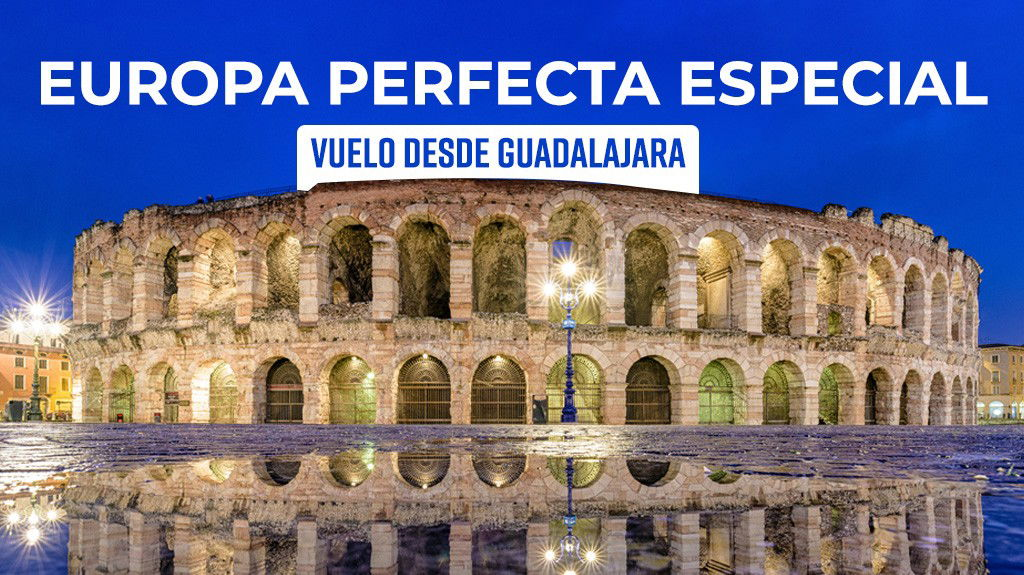 EUROPA PERFECTA ESPECIAL
VUELO DESDE GUADALAJARA